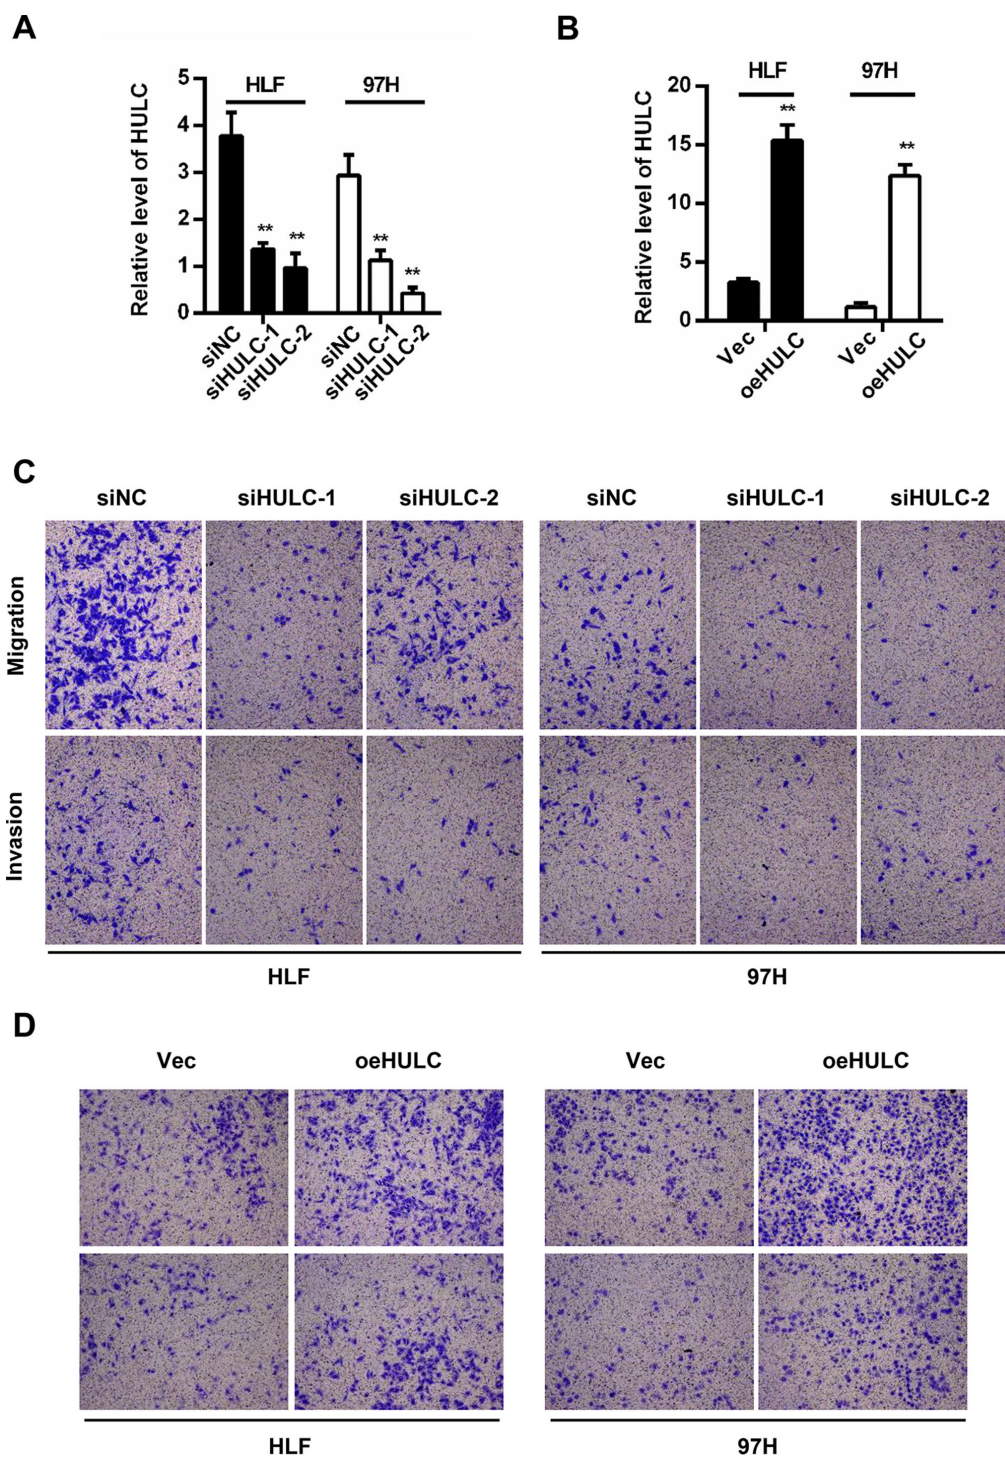 A
B
HLF
97H
Relative level of HULC
5
4
3
2
1
0
**
**
**
**
siNC
siHULC-1
siHULC-2
siNC
siHULC-1
siHULC-2
HLF
97H
Relative level of HULC
20
15
10
5
0
**
**
Vec
oeHULC
Vec
oeHULC
C
siNC
siHULC-1
siHULC-2
siNC
siHULC-1
siHULC-2
Migration
Invasion
HLF
97H
D
Vec
oeHULC
Vec
oeHULC
HLF
97H